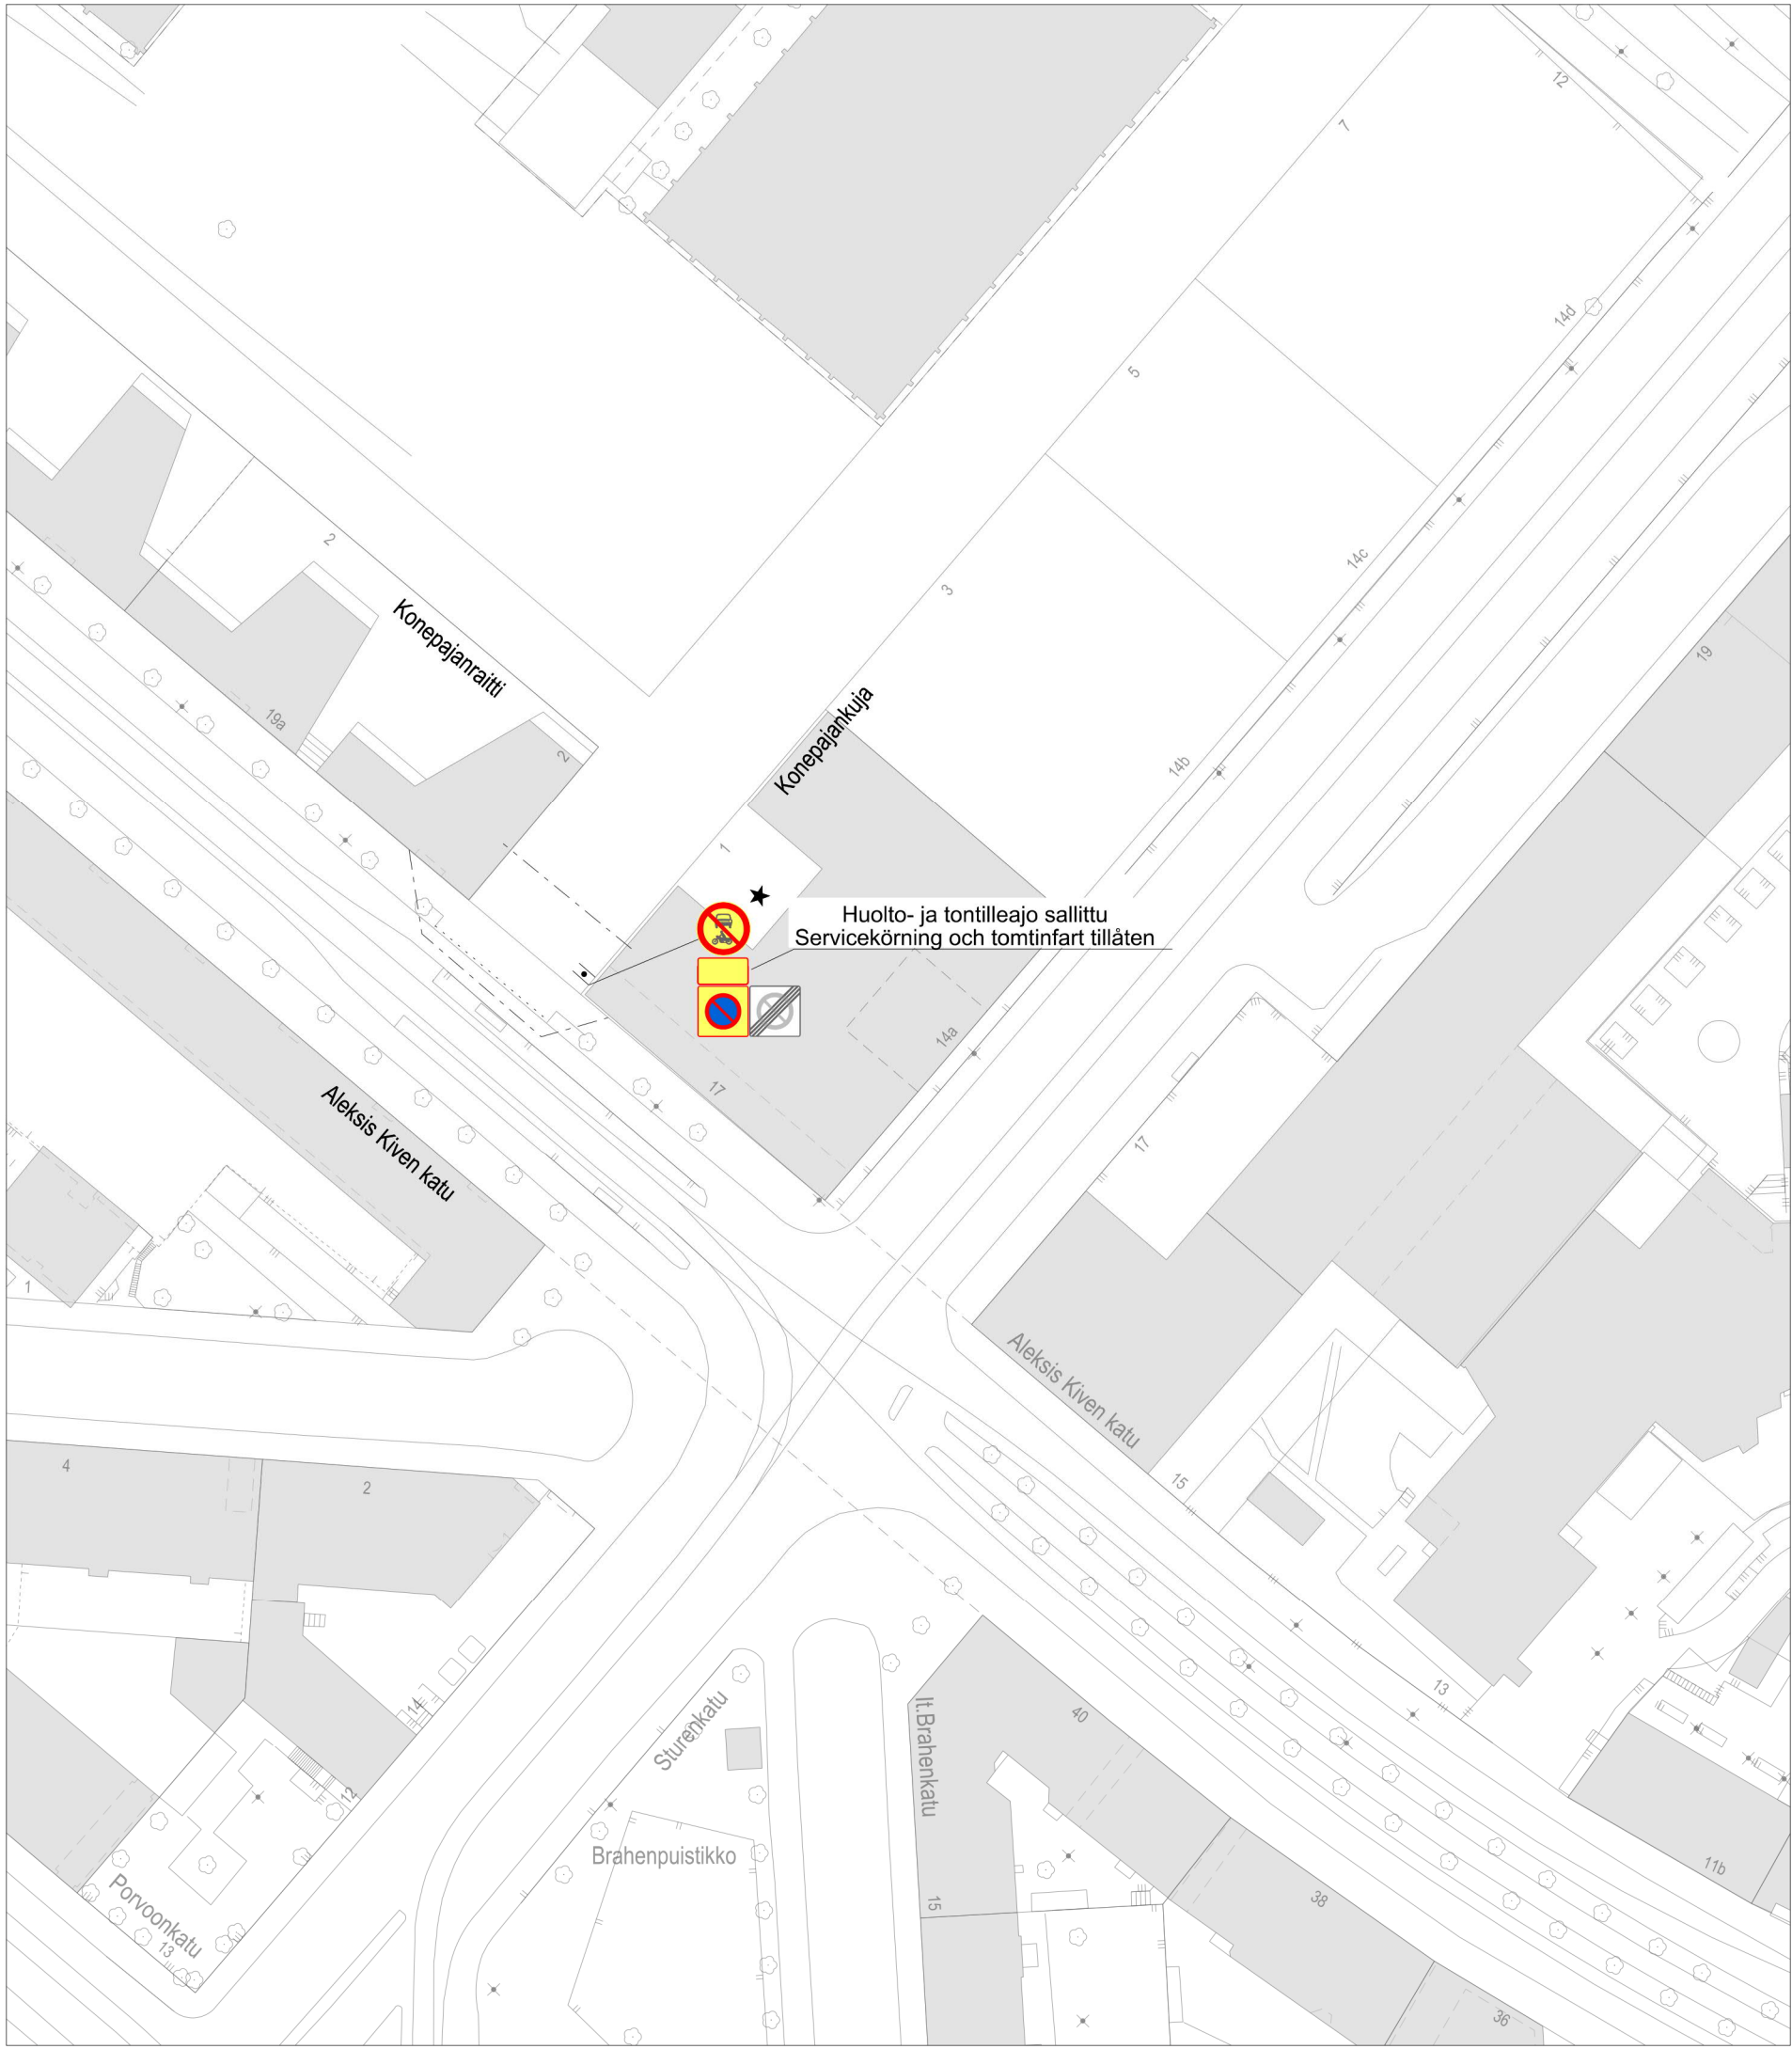 12
7
14d
5
14c
2
3
Konepajanraitti
19
19a
Konepajankuja
2
14b
1
Huolto- ja tontilleajo sallittu
Servicekörning och tomtinfart tillåten
14a
17
17
Aleksis Kiven katu
1
Aleksis Kiven katu
4
2
15
14
Sturenkatu
It.Brahenkatu
40
13
12
Brahenpuistikko
11b
Porvoonkatu
13
15
38
36